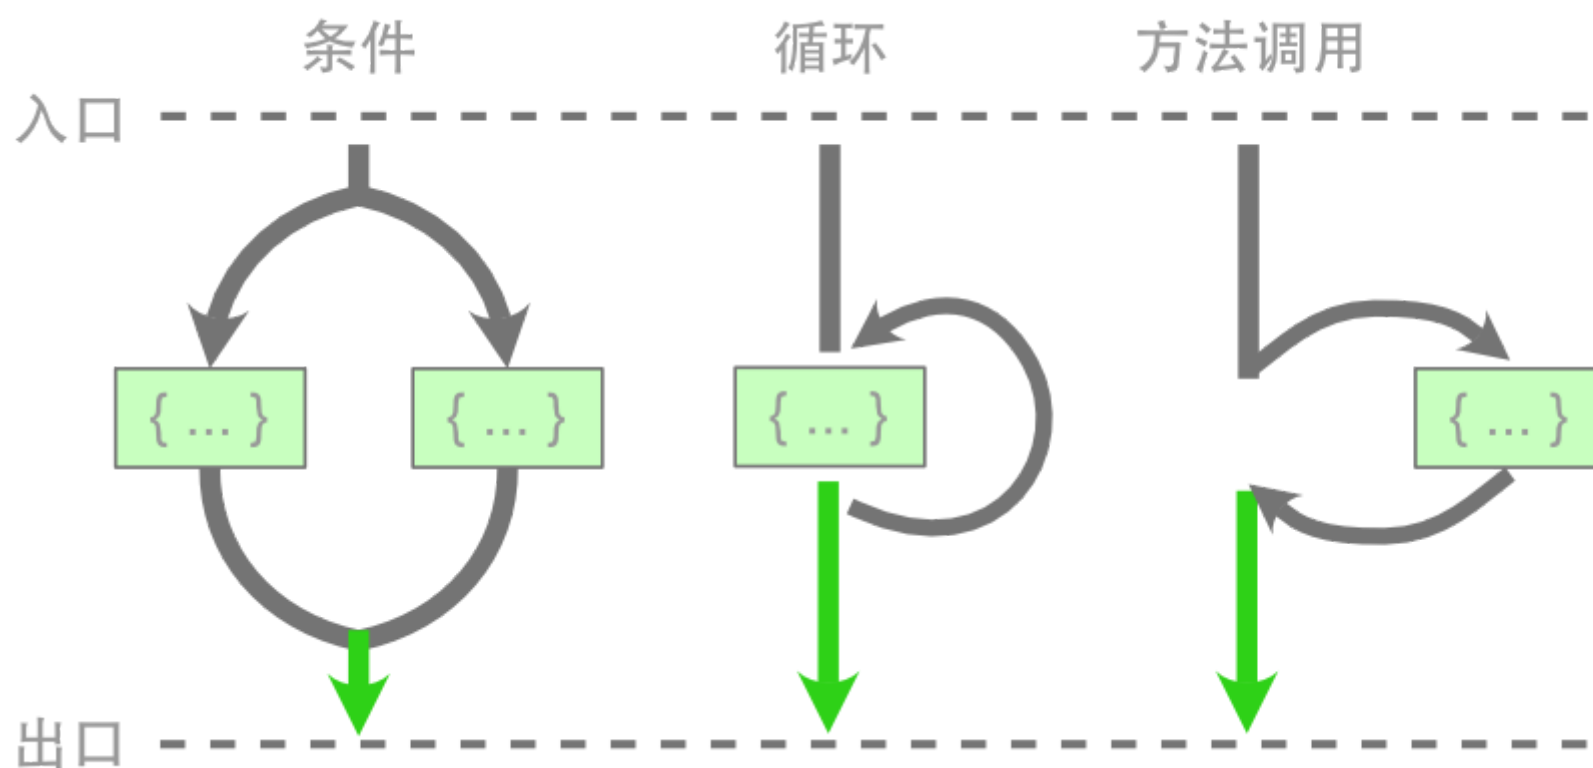 条件
循环
方法调用
入口
{ ... }
{ ... }
{ ... }
{ ... }
出口